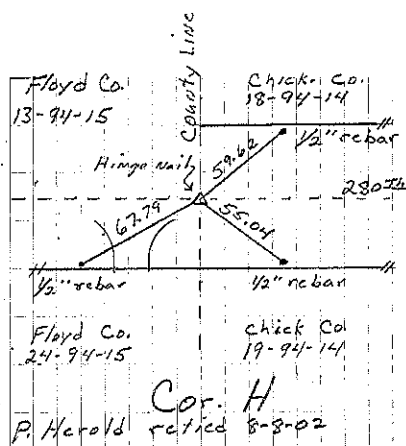 Floyd Co.
13-94-15
County Line
Chick. Co.
18-94-14
1/2" rebar
Hinge Nail
59.62
280th
67.79
55.04
1/2" rebar
1/2" rebar
Floyd Co.
24-94-15
Chick Co
19-94-14
Cor. H
P. Herold retied 8-8-02